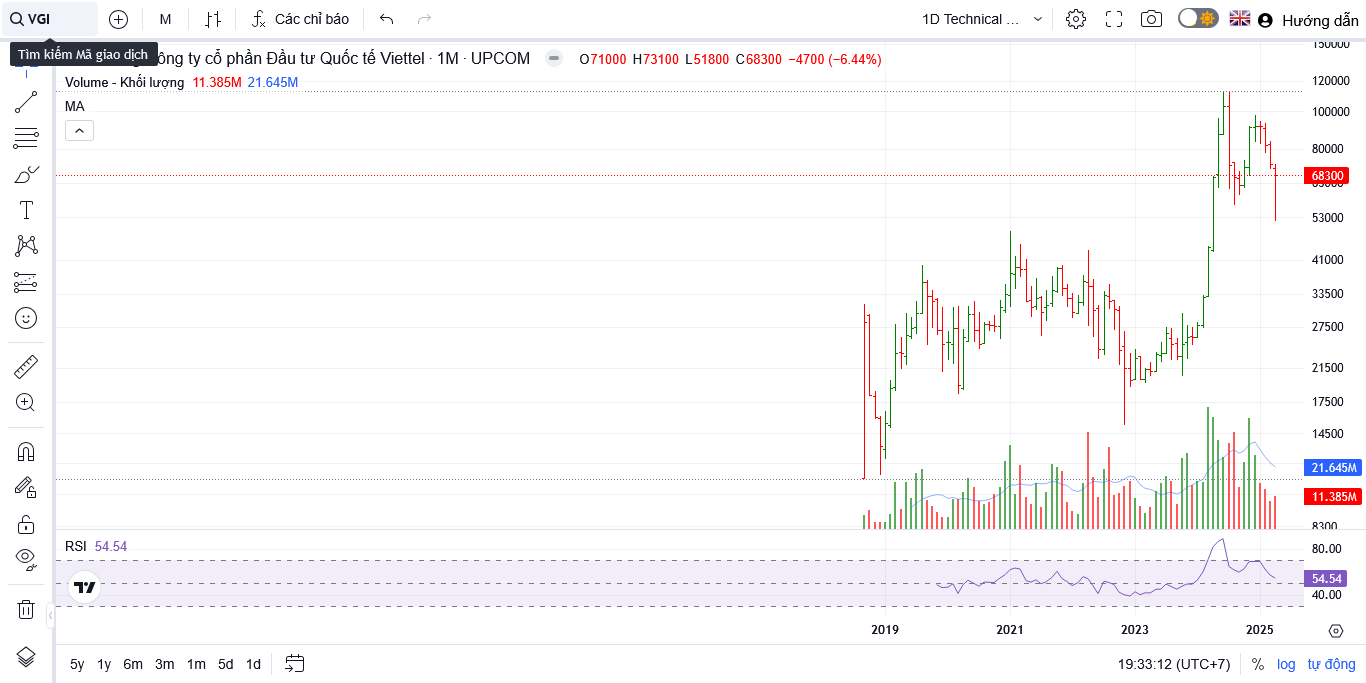 VGI
M
Các chỉ báo
1D Technical ...
Hướng dẫn
Tìm kiếm Mã giao dịch
ông ty cổ phần Đầu tư Quốc tế Viettel · 1M · UPCOM
O71000 H73100 L51800 C68300 −4700 (−6.44%)
Volume - Khối lượng 11.385M 21.645M
MA
150000
120000
100000
80000
68300
65000
53000
41000
33500
27500
21500
17500
14500
21.645M
11.385M
8300
RSI 54.54
80.00
54.54
40.00
2019 2021 2023 2025
5y 1y 6m 3m 1m 5d 1d
19:33:12 (UTC+7) % log tự động